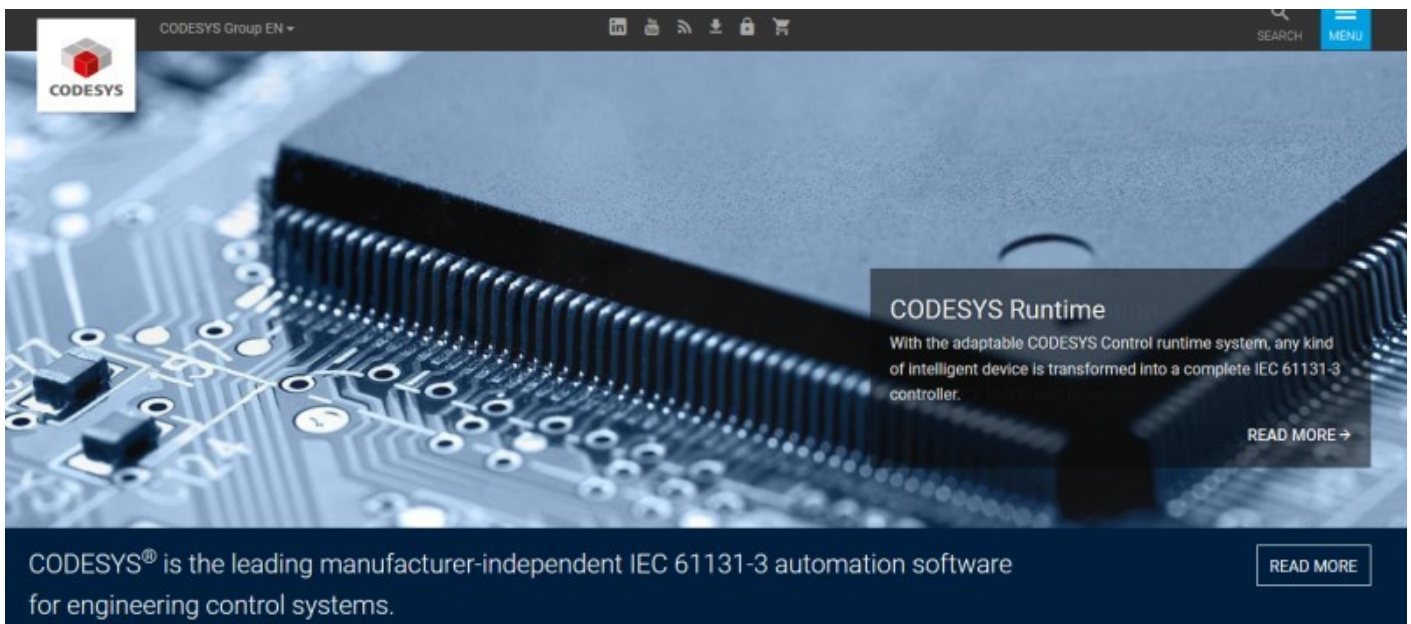 CODESYS Group EN
SEARCH
MENU
CODESYS
CODESYS Runtime
With the adaptable CODESYS Control runtime system, any kind
of intelligent device is transformed into a complete IEC 61131-3
controller.
READ MORE →
CODESYS® is the leading manufacturer-independent IEC 61131-3 automation software
for engineering control systems.
READ MORE